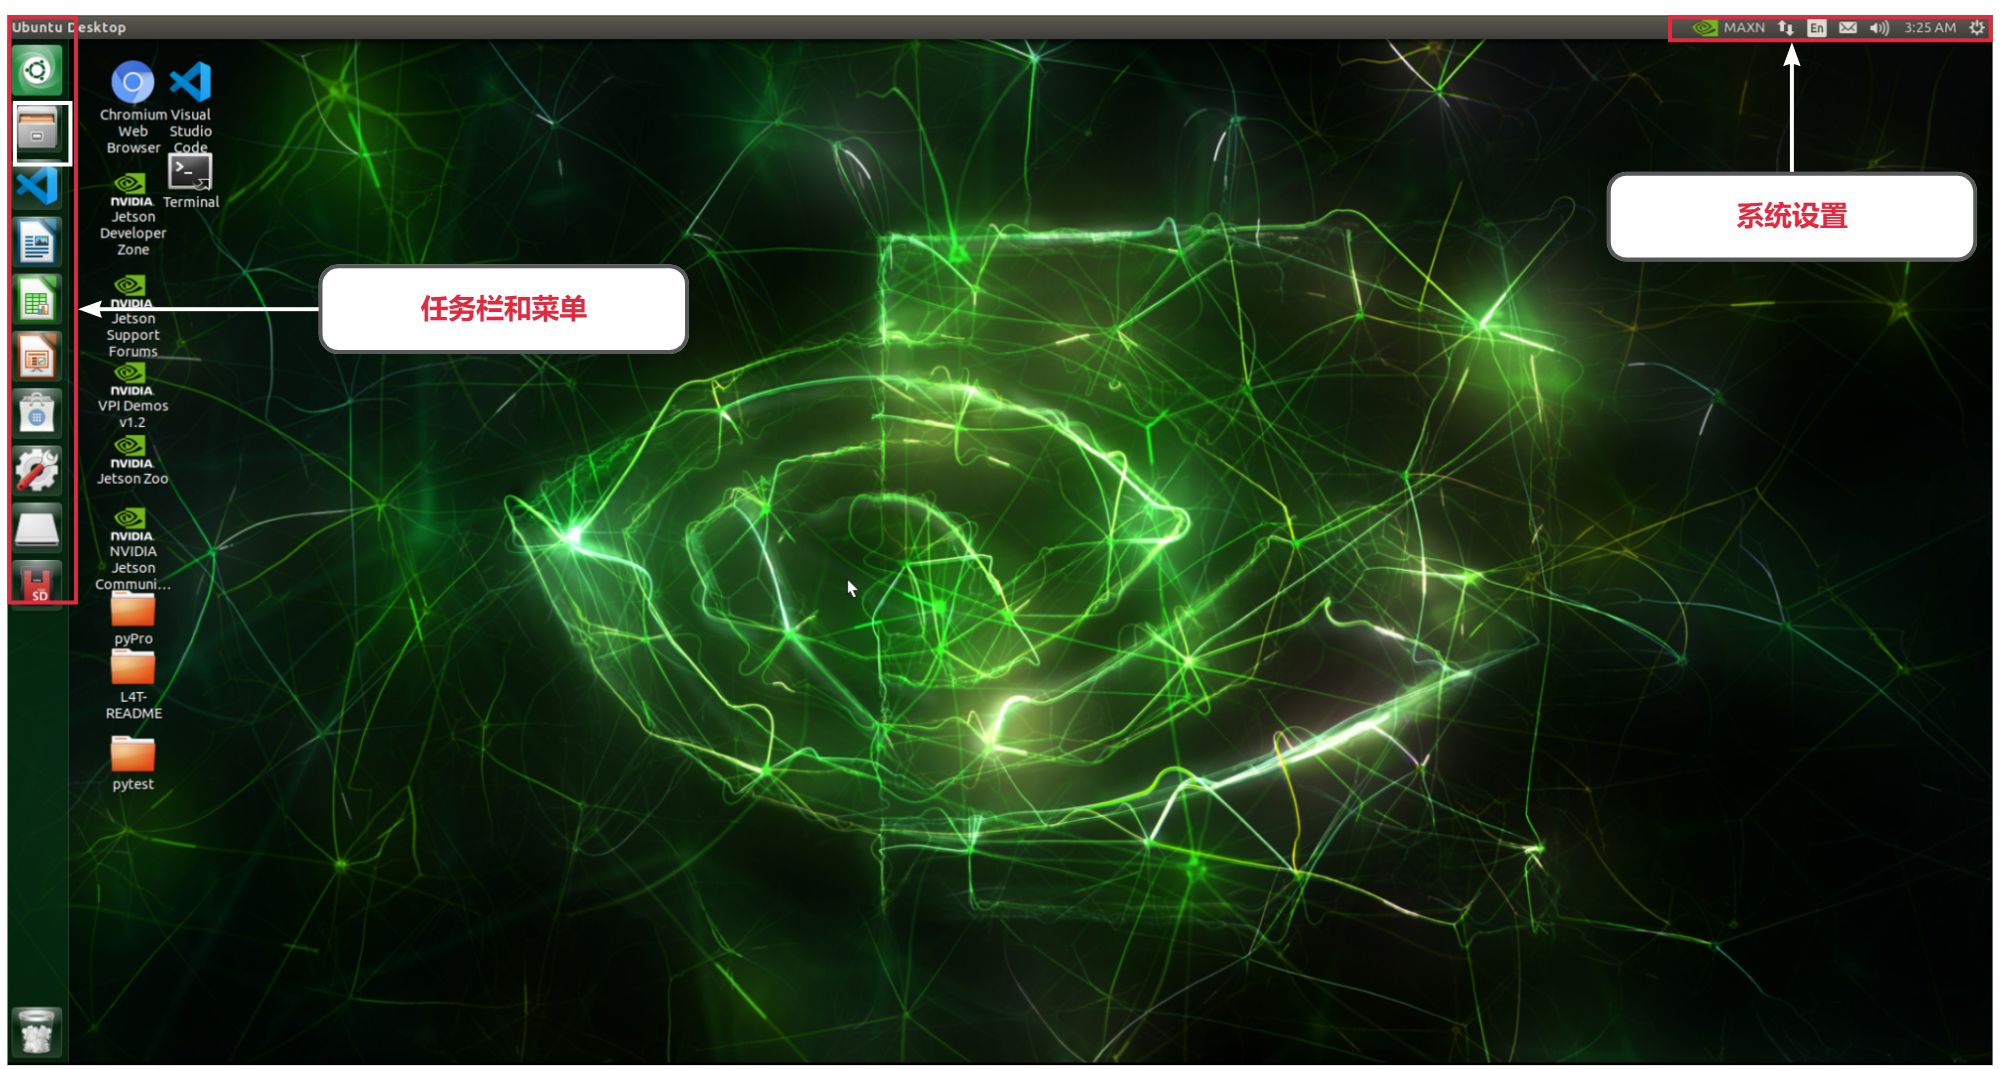 Ubuntu Desktop
MAXN
En
3:25 AM
Chromium
Web
Browser
Visual
Studio
Code
NVIDIA.
Jetson
Developer
Zone
Terminal
系统设置
NVIDIA.
Jetson
Support
Forums
任务栏和菜单
NVIDIA.
VPI Demos
v1.2
NVIDIA.
Jetson Zoo
NVIDIA.
NVIDIA
Jetson
Communi...
SD
pyPro
L4T-
README
pytest